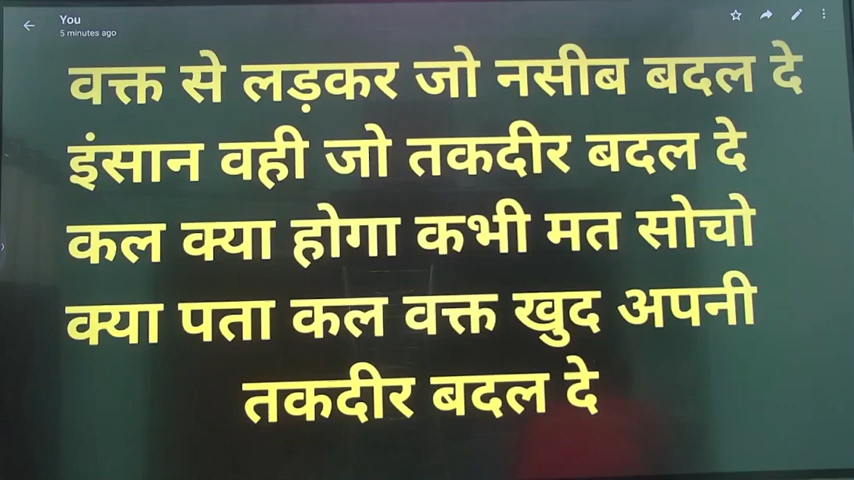 You
5 minutes ago
वक्त से लड़कर जो नसीब बदल दे
इंसान वही जो तकदीर बदल दे
कल क्या होगा कभी मत सोचो
क्या पता कल वक्त खुद अपनी
तकदीर बदल दे